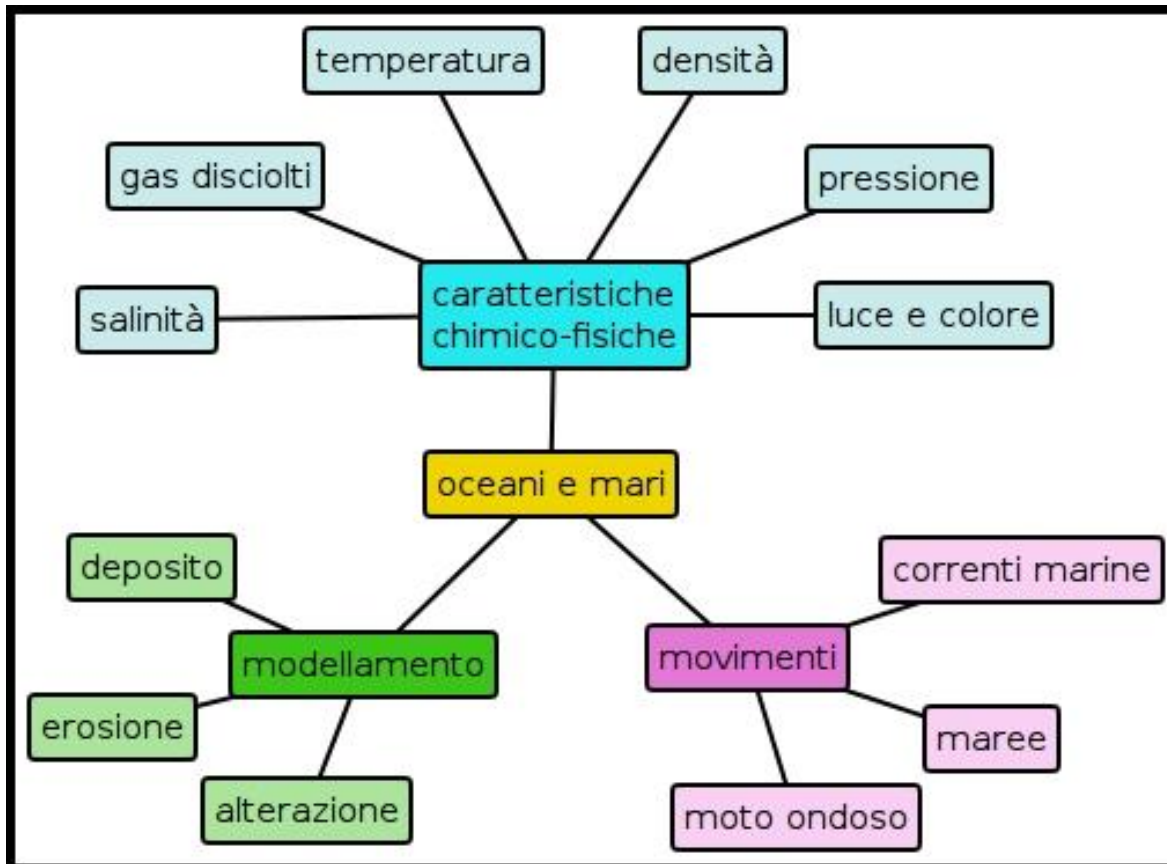 temperatura
densità
gas disciolti
pressione
caratteristiche
chimico-fisiche
salinità
luce e colore
oceani e mari
deposito
correnti marine
modellamento
movimenti
erosione
maree
alterazione
moto ondoso